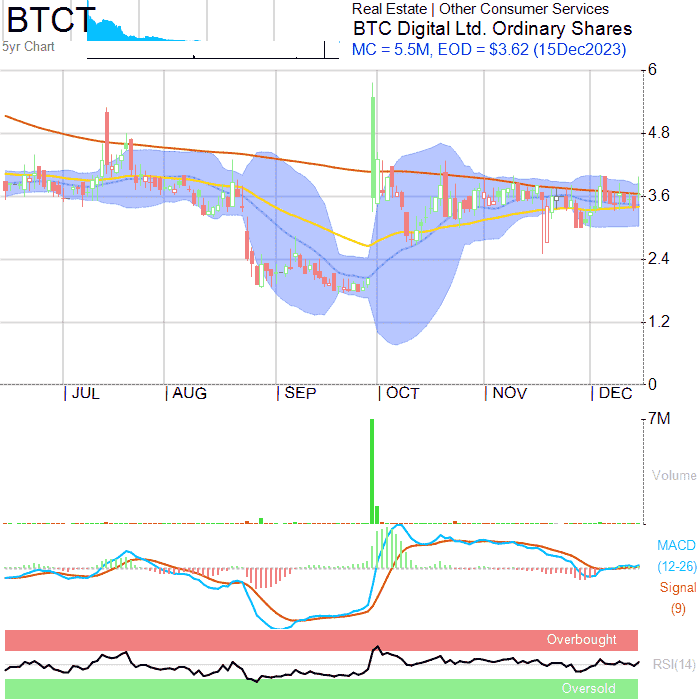 BTCT
5yr Chart
Real Estate | Other Consumer Services
BTC Digital Ltd. Ordinary Shares
MC = 5.5M, EOD = $3.62 (15Dec2023)
6
4.8
3.6
2.4
1.2
0
| JUL | AUG | SEP | OCT | NOV | DEC
7M
Volume
MACD
(12-26)
Signal
(9)
Overbought
RSI(14)
Oversold